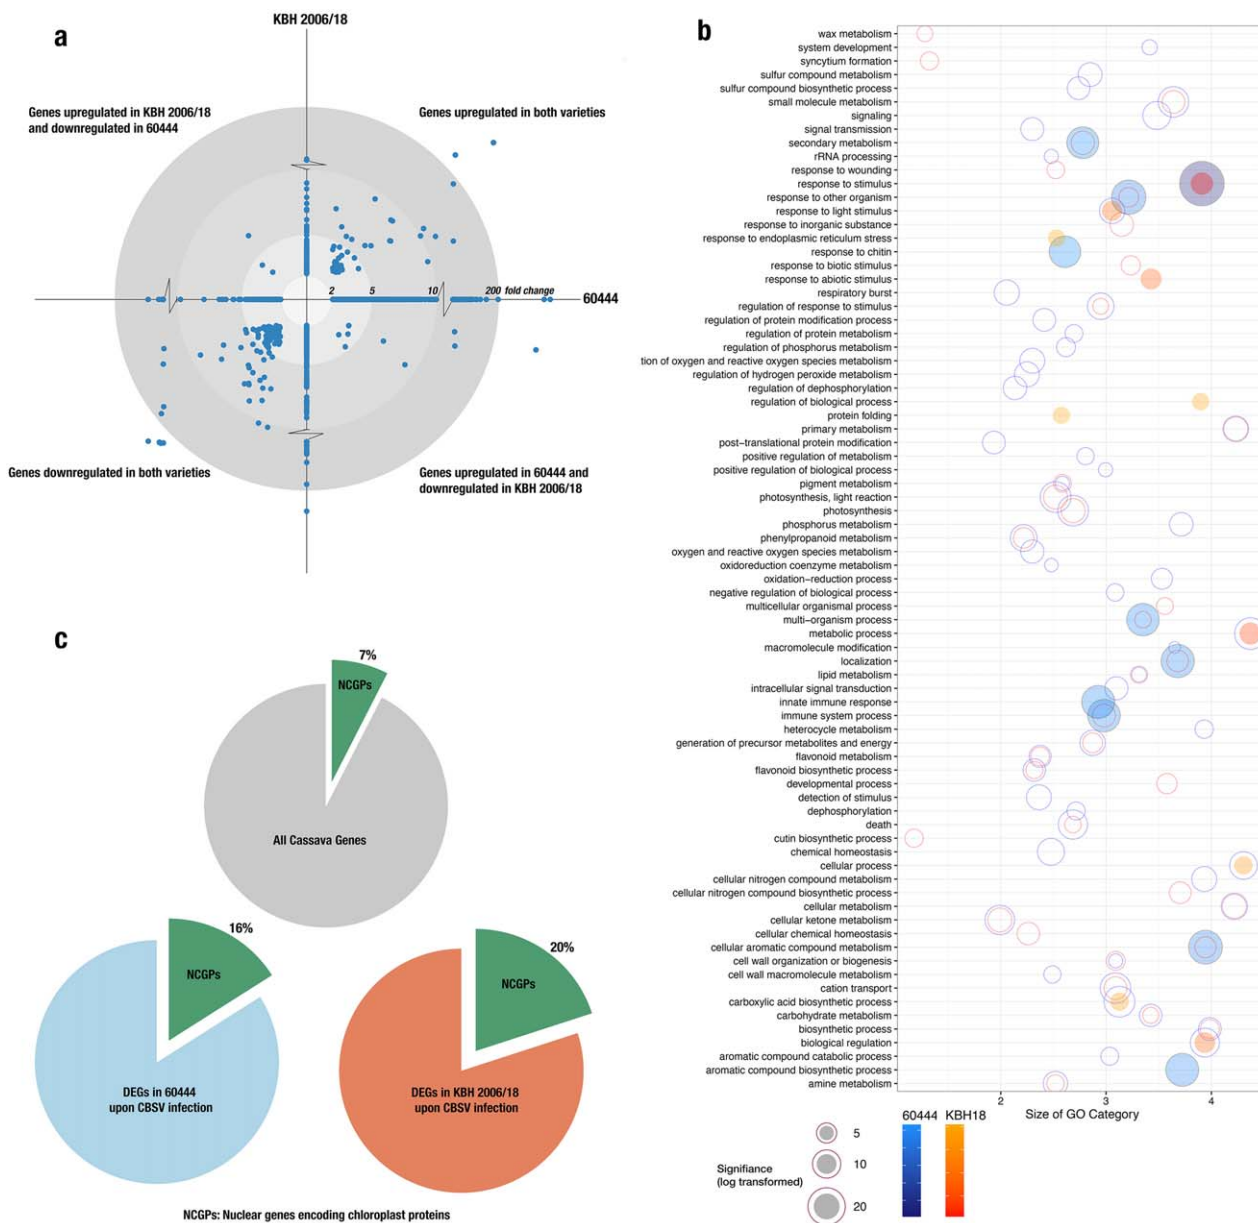 a
KBH 2006/18
Genes upregulated in KBH 2006/18
and downregulated in 60444
Genes upregulated in both varieties
2 5 10 200 fold change
60444
Genes downregulated in both varieties
Genes upregulated in 60444 and
downregulated in KBH 2006/18
b
wax metabolism
system development
syncytium formation
sulfur compound metabolism
sulfur compound biosynthetic process
small molecule metabolism
signaling
signal transmission
secondary metabolism
rRNA processing
response to wounding
response to stimulus
response to other organism
response to light stimulus
response to inorganic substance
response to endoplasmic reticulum stress
response to chitin
response to biotic stimulus
response to abiotic stimulus
respiratory burst
regulation of response to stimulus
regulation of protein modification process
regulation of protein metabolism
regulation of phosphorus metabolism
tion of oxygen and reactive oxygen species metabolism
regulation of hydrogen peroxide metabolism
regulation of dephosphorylation
regulation of biological process
protein folding
primary metabolism
post-translational protein modification
positive regulation of metabolism
positive regulation of biological process
pigment metabolism
photosynthesis, light reaction
photosynthesis
phosphorus metabolism
phenylpropanoid metabolism
oxygen and reactive oxygen species metabolism
oxidoreduction coenzyme metabolism
oxidation-reduction process
negative regulation of biological process
multicellular organismal process
multi-organism process
metabolic process
macromolecule modification
localization
lipid metabolism
intracellular signal transduction
innate immune response
immune system process
heterocycle metabolism
generation of precursor metabolites and energy
flavonoid metabolism
flavonoid biosynthetic process
developmental process
detection of stimulus
dephosphorylation
death
cutin biosynthetic process
chemical homeostasis
cellular process
cellular nitrogen compound metabolism
cellular nitrogen compound biosynthetic process
cellular metabolism
cellular ketone metabolism
cellular chemical homeostasis
cellular aromatic compound metabolism
cell wall organization or biogenesis
cell wall macromolecule metabolism
cation transport
carboxylic acid biosynthetic process
carbohydrate metabolism
biosynthetic process
biological regulation
aromatic compound catabolic process
aromatic compound biosynthetic process
amine metabolism
2 3 4
Size of GO Category
60444 KBH18
Signifiance
(log transformed)
5
10
20
c
7%
NCGPs
All Cassava Genes
16%
NCGPs
DEGs in 60444
upon CBSV infection
20%
NCGPs
DEGs in KBH 2006/18
upon CBSV infection
NCGPs: Nuclear genes encoding chloroplast proteins